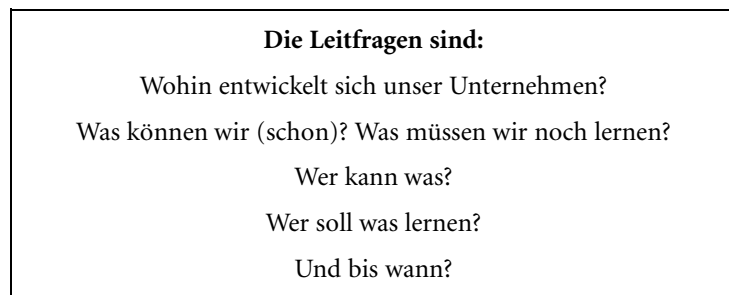 Die Leitfragen sind:
Wohin entwickelt sich unser Unternehmen?
Was können wir (schon)? Was müssen wir noch lernen?
Wer kann was?
Wer soll was lernen?
Und bis wann?